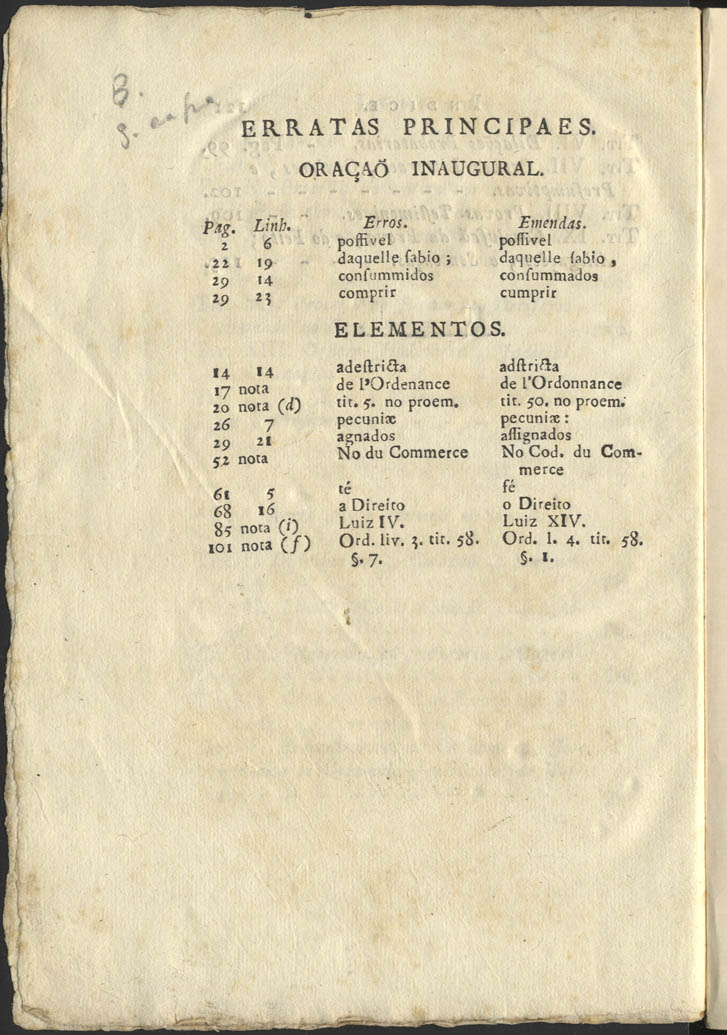 B.
ERRATAS PRINCIPAES.
ORAÇAÕ INAUGURAL.
Pag. Linh. Erros. Emendas.
2 6 poſſivel poſſivel
22 19 daquelle ſabio ; daquelle ſabio ,
29 14 conſummidos conſummados
29 23 comprir cumprir
ELEMENTOS.
14 14 adeſtricta adſtricta
17 nota de l'Ordenance de l'Ordonnance
20 nota (d) tit. 5. no proem. tit. 50. no proem.
26 7 pecuniæ pecuniæ :
29 21 agnados aſſignados
52 nota No du Commerce No Cod. du Com-
merce
61 5 té fé
68 16 a Direito o Direito
85 nota (i) Luiz IV. Luiz XIV.
101 nota (f) Ord. liv. 3. tit. 58. Ord. l. 4. tit. 58.
§. 7. §. 1.